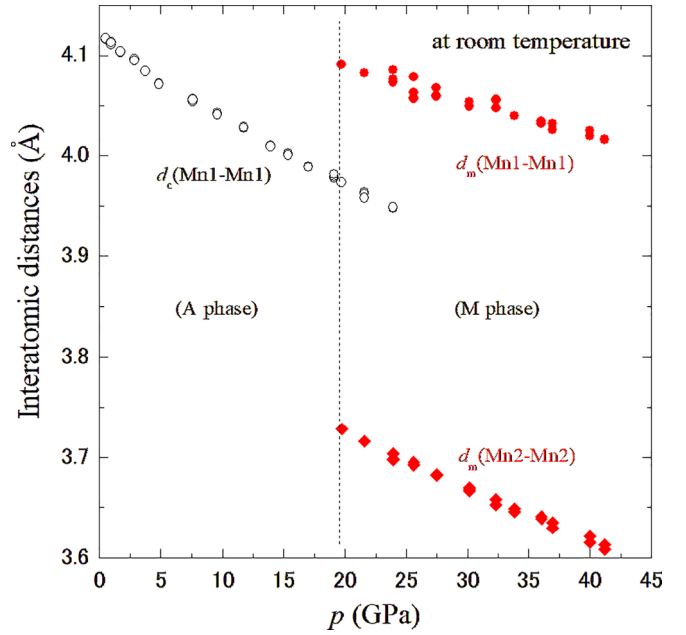 at room temperature
4.1
4.0
3.9
3.8
3.7
3.6
Interatomic distances (Å)
d_c(Mn1-Mn1)
d_m(Mn1-Mn1)
(A phase)
(M phase)
d_m(Mn2-Mn2)
0 5 10 15 20 25 30 35 40 45
p (GPa)